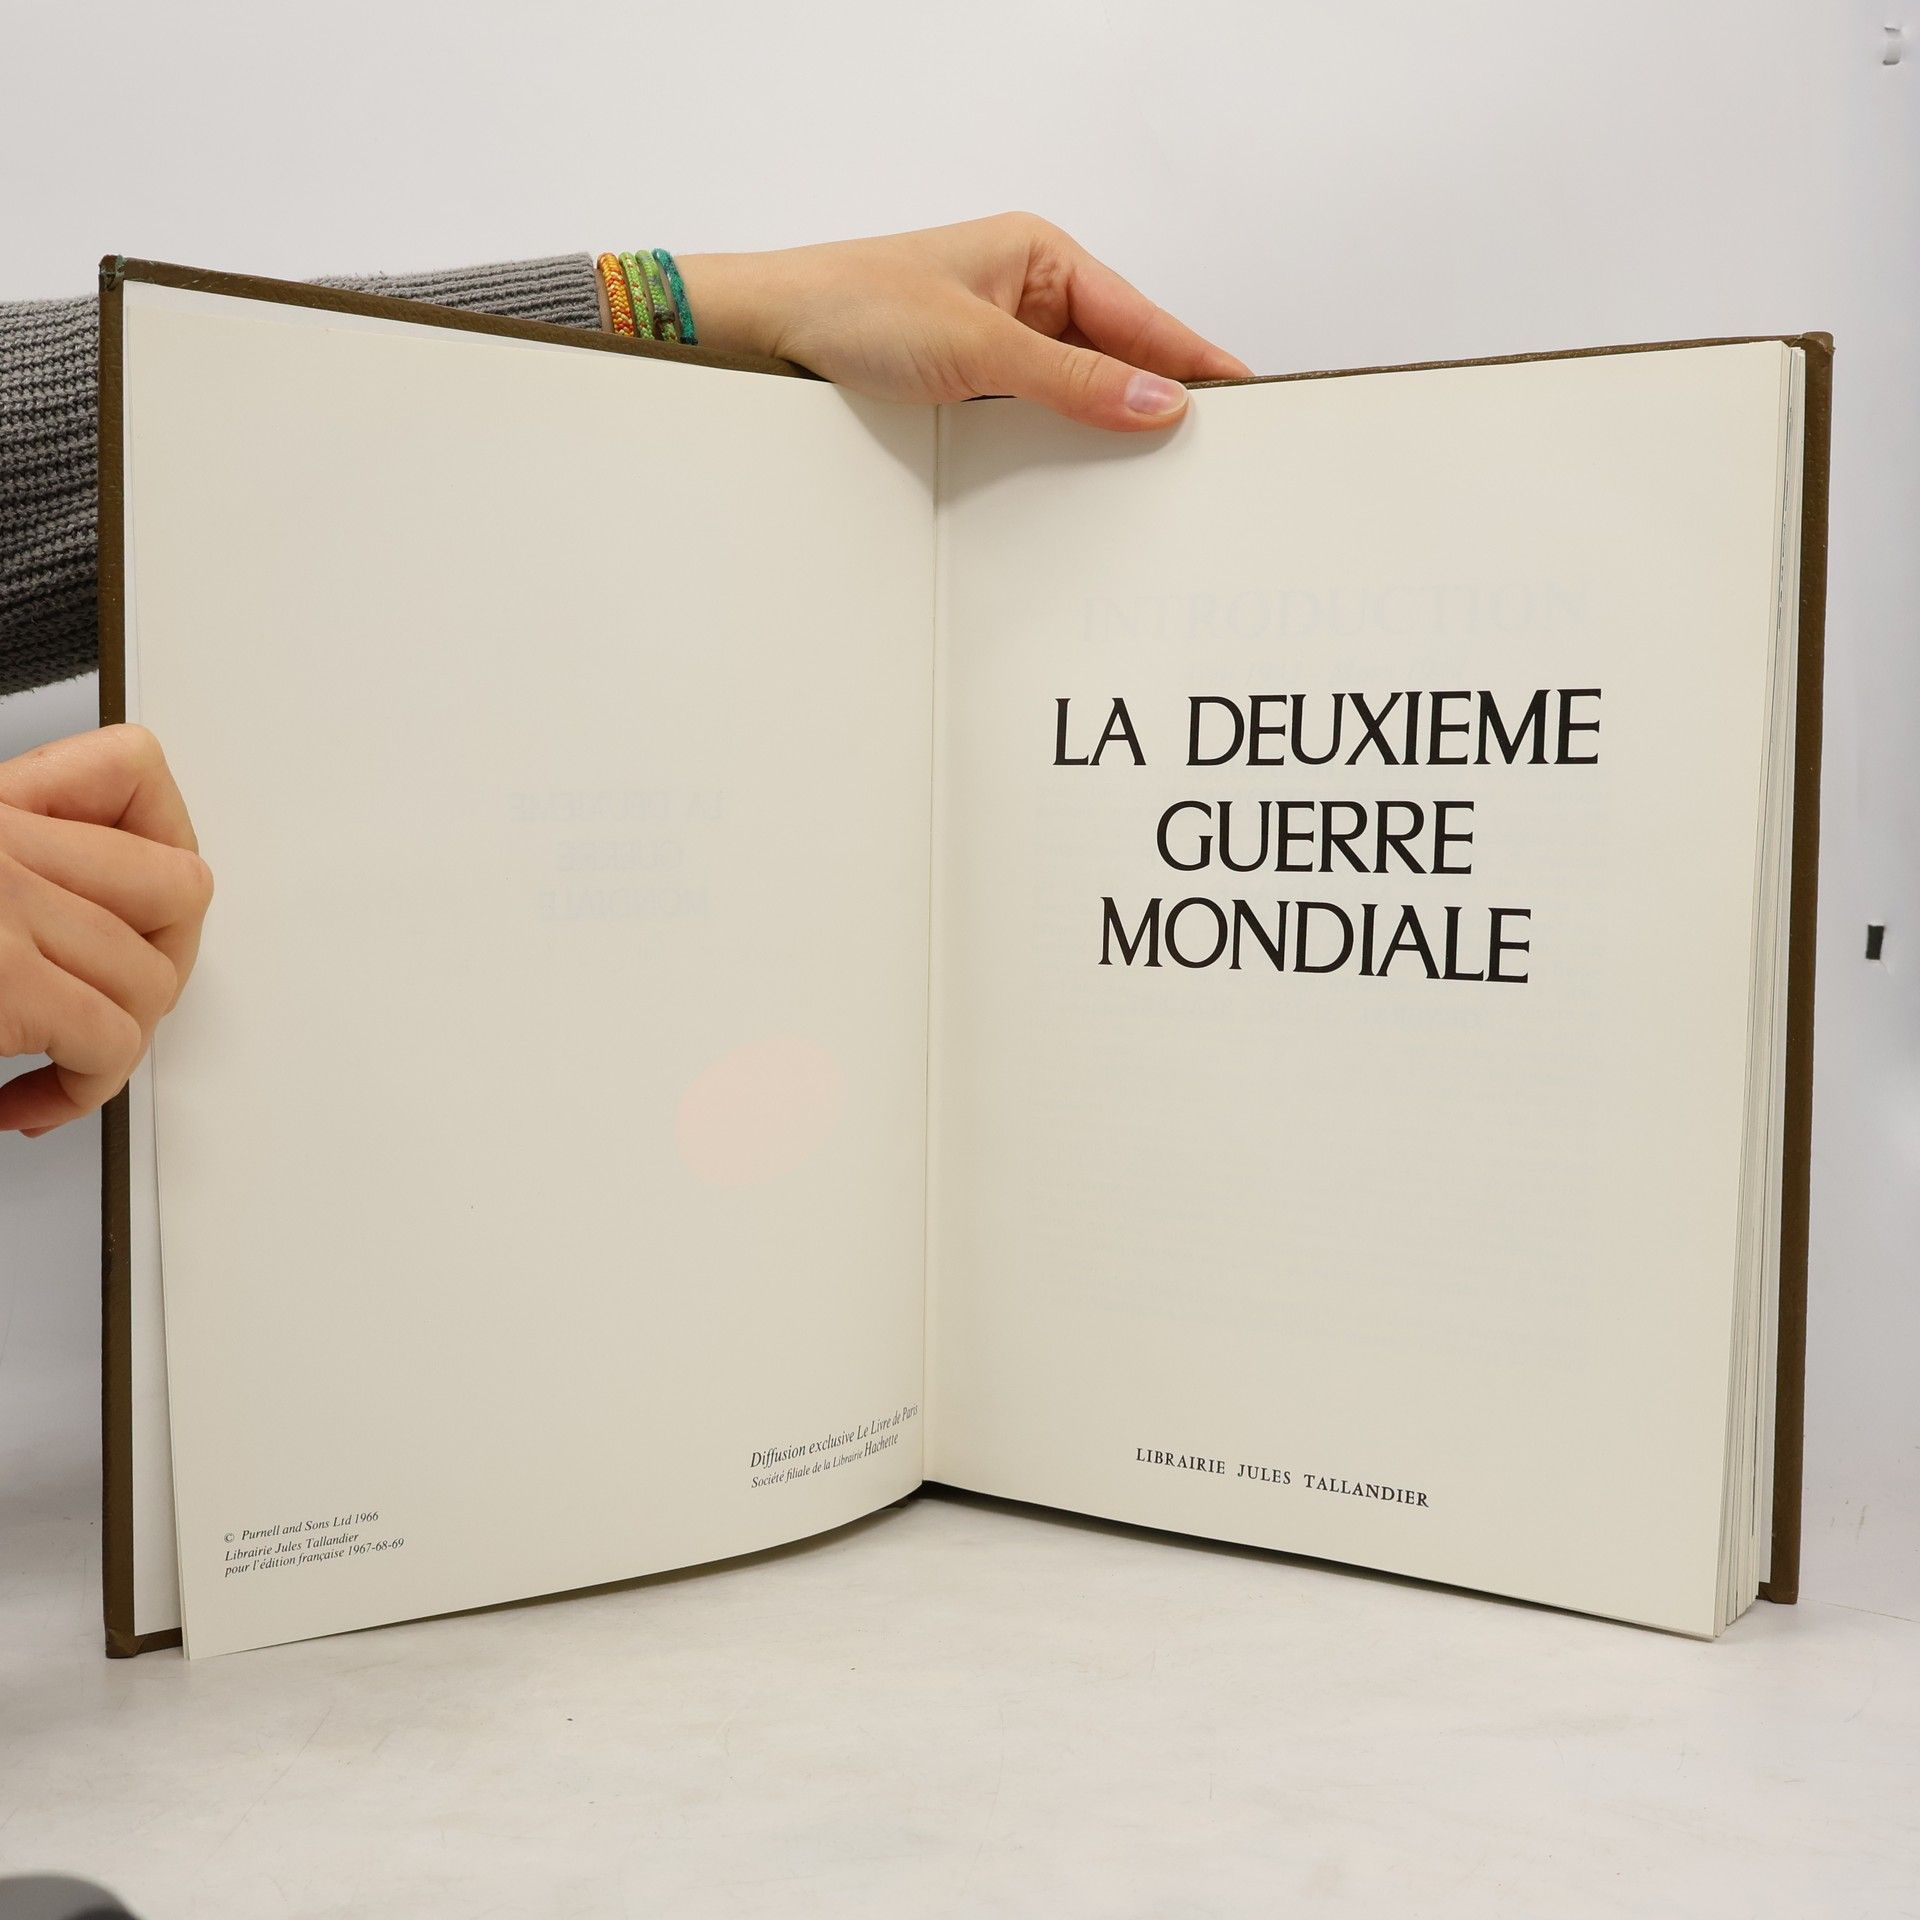 © Purnell and Sons Ltd 1966
Librairie Jules Tallandier
pour l'édition française 1967-68-69
Diffusion exclusive Le Livre de Paris
Société filiale de la Librairie Hachette
INTRODUCTION
LA DEUXIEME
GUERRE
MONDIALE
LIBRAIRIE JULES TALLANDIER